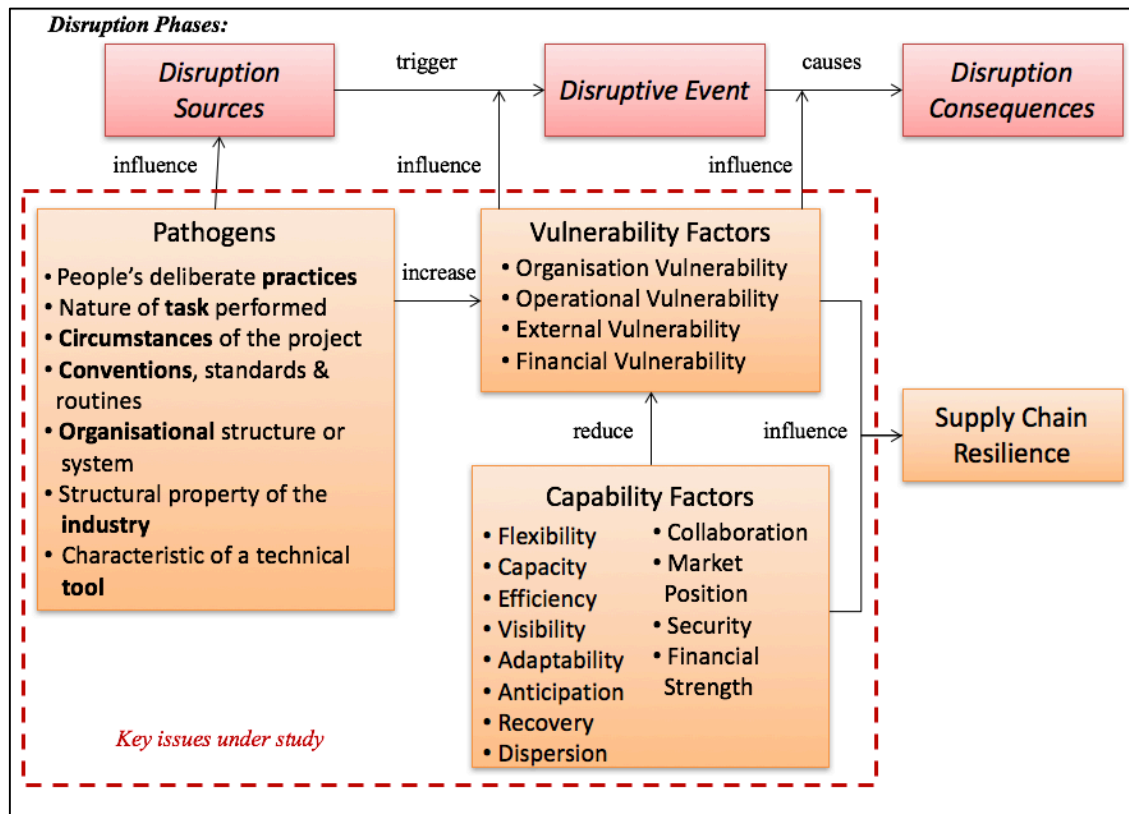 Disruption Phases:
Disruption
Sources
trigger
Disruptive Event
causes
Disruption
Consequences
influence
influence
influence
Pathogens
• People's deliberate practices
• Nature of task performed
• Circumstances of the project
• Conventions, standards &
routines
• Organisational structure or
system
• Structural property of the
industry
• Characteristic of a technical
tool
increase
Vulnerability Factors
• Organisation Vulnerability
• Operational Vulnerability
• External Vulnerability
• Financial Vulnerability
reduce
influence
Supply Chain
Resilience
Capability Factors
• Flexibility
• Capacity
• Efficiency
• Visibility
• Adaptability
• Anticipation
• Recovery
• Dispersion
• Collaboration
• Market
Position
• Security
• Financial
Strength
Key issues under study